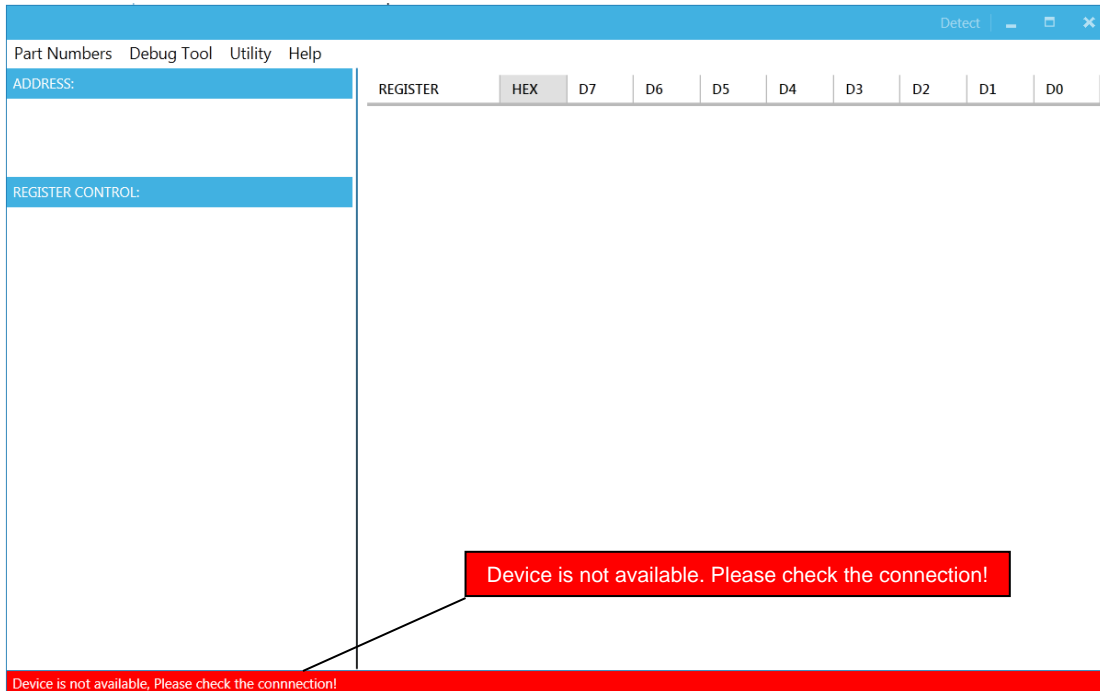 Detect
Part Numbers Debug Tool Utility Help
ADDRESS:
REGISTER HEX D7 D6 D5 D4 D3 D2 D1 D0
REGISTER CONTROL:
Device is not available. Please check the connection!
Device is not available, Please check the connnection!